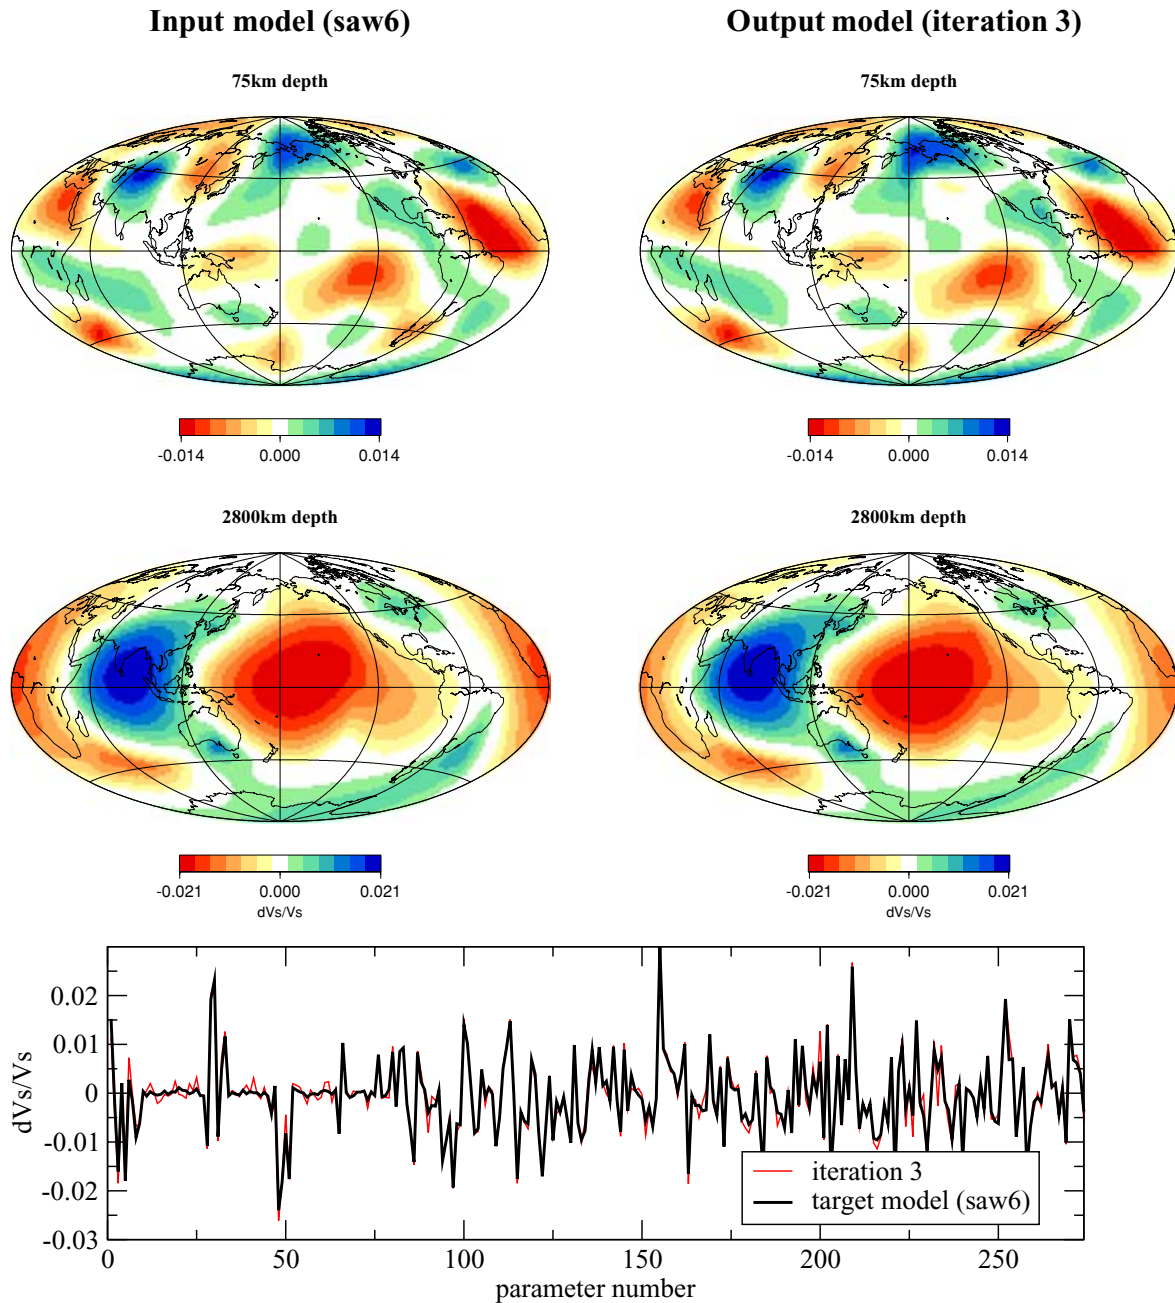 Input model (saw6)
Output model (iteration 3)
75km depth
75km depth
-0.014 0.000 0.014
-0.014 0.000 0.014
2800km depth
2800km depth
-0.021 0.000 0.021
dVs/Vs
-0.021 0.000 0.021
dVs/Vs
0.02
0.01
0
-0.01
-0.02
-0.03
dVs/Vs
iteration 3
target model (saw6)
0 50 100 150 200 250
parameter number